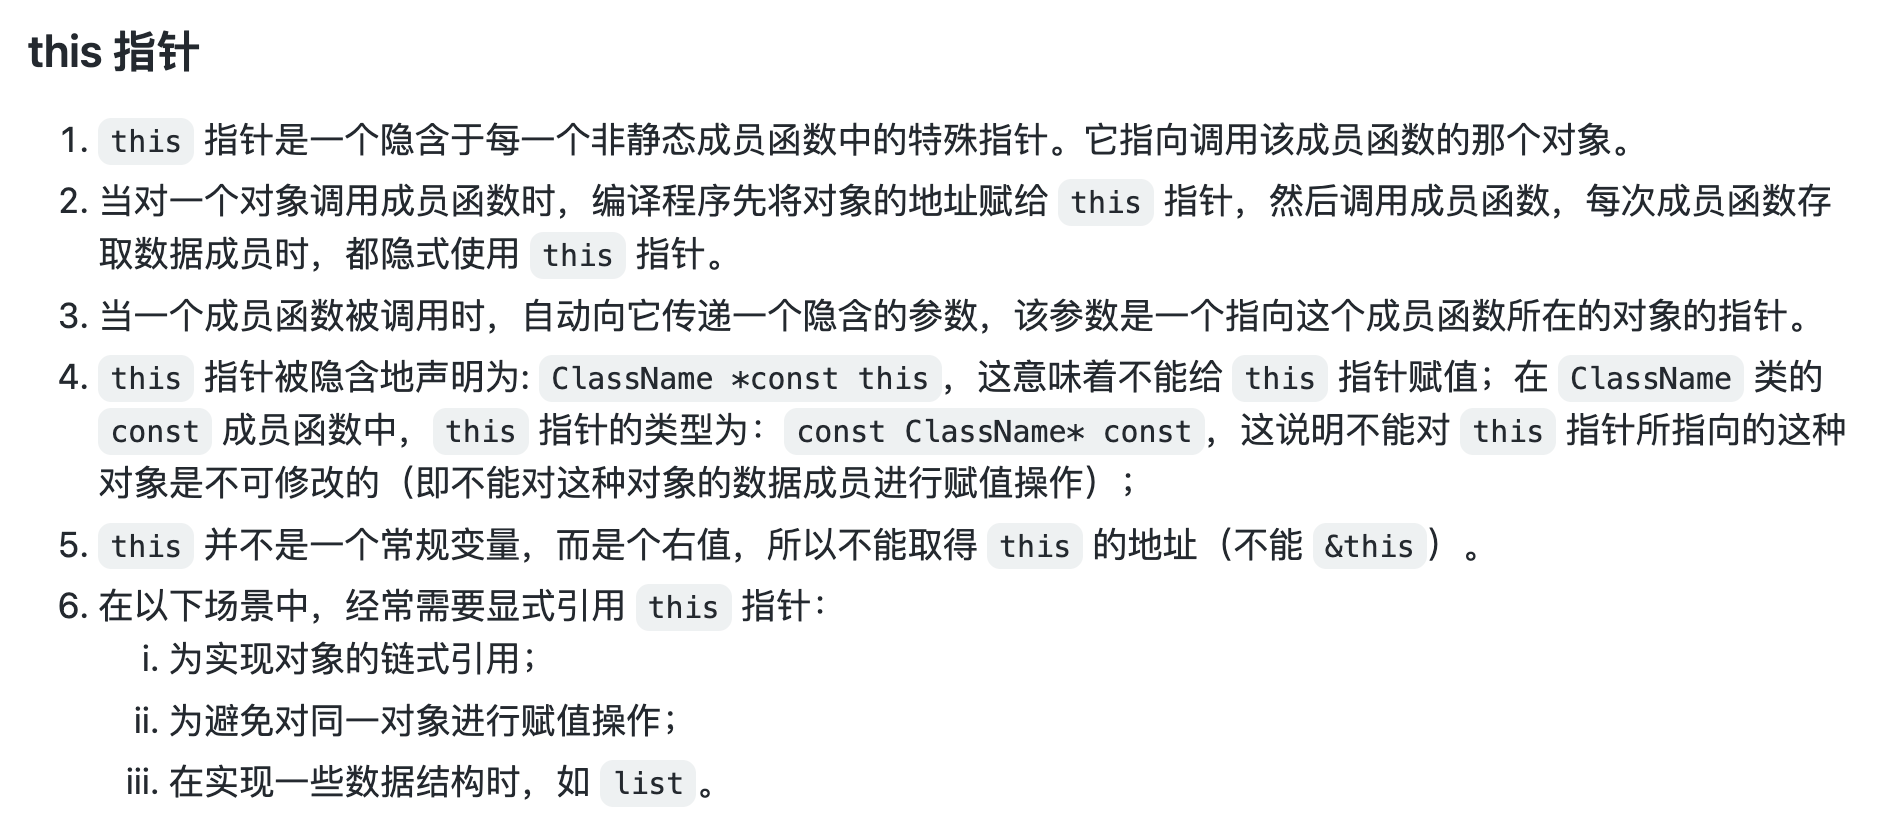 this 指针
1. this 指针是一个隐含于每一个非静态成员函数中的特殊指针。它指向调用该成员函数的那个对象。
2. 当对一个对象调用成员函数时，编译程序先将对象的地址赋给 this 指针，然后调用成员函数，每次成员函数存
取数据成员时，都隐式使用 this 指针。
3. 当一个成员函数被调用时，自动向它传递一个隐含的参数，该参数是一个指向这个成员函数所在的对象的指针。
4. this 指针被隐含地声明为: ClassName *const this，这意味着不能给 this 指针赋值；在 ClassName 类的
const 成员函数中，this 指针的类型为：const ClassName* const，这说明不能对 this 指针所指向的这种
对象是不可修改的（即不能对这种对象的数据成员进行赋值操作）；
5. this 并不是一个常规变量，而是个右值，所以不能取得 this 的地址（不能 &this）。
6. 在以下场景中，经常需要显式引用 this 指针：
i. 为实现对象的链式引用；
ii. 为避免对同一对象进行赋值操作；
iii. 在实现一些数据结构时，如 list。